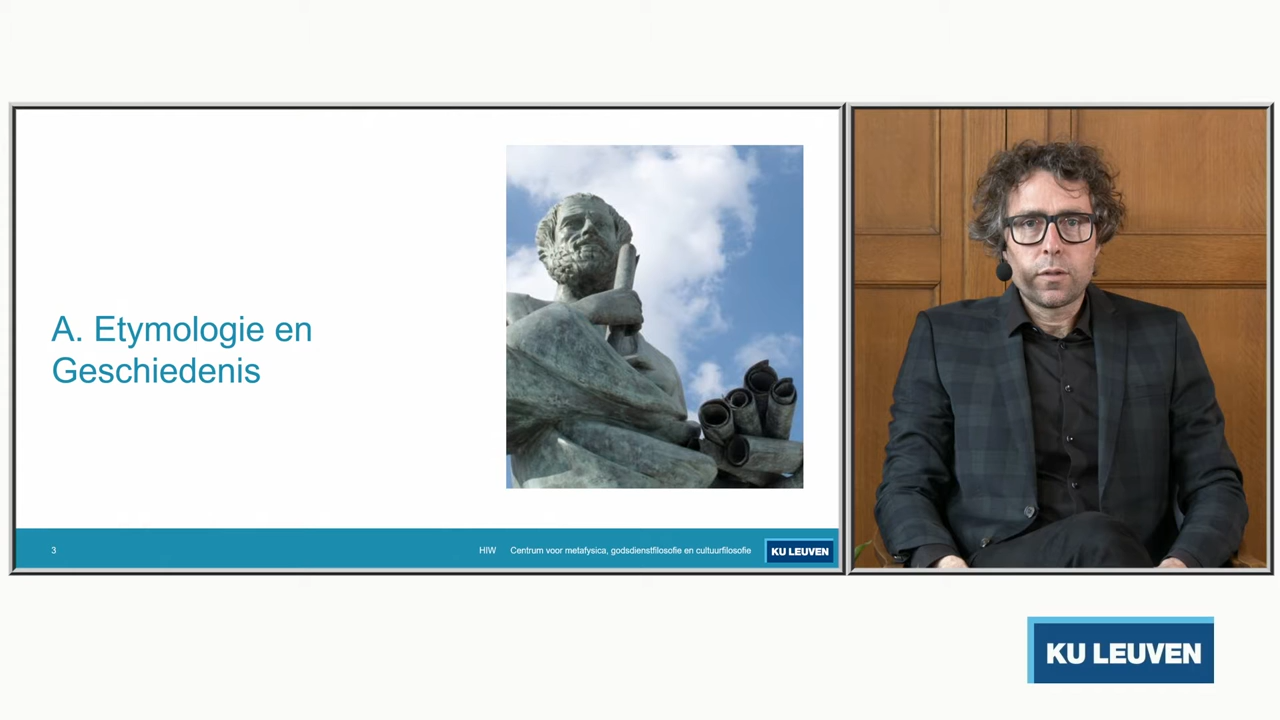 A. Etymologie en
Geschiedenis
3
HIW Centrum voor metafysica, godsdienstfilosofie en cultuurfilosofie
KU LEUVEN
KU LEUVEN